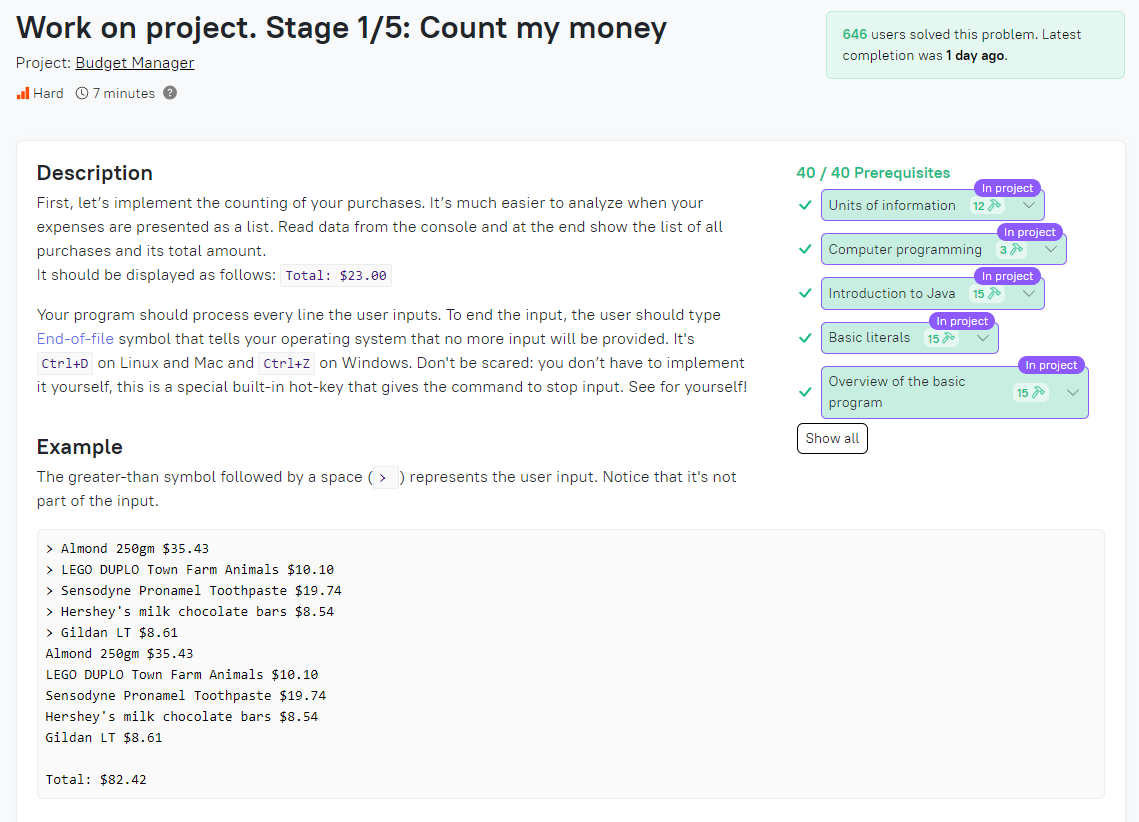 Work on project. Stage 1/5: Count my money
Project: Budget Manager
Hard 7 minutes ?
646 users solved this problem. Latest
completion was 1 day ago.
Description
First, let’s implement the counting of your purchases. It’s much easier to analyze when your
expenses are presented as a list. Read data from the console and at the end show the list of all
purchases and its total amount.
It should be displayed as follows: Total: $23.00
Your program should process every line the user inputs. To end the input, the user should type
End-of-file symbol that tells your operating system that no more input will be provided. It's
Ctrl+D on Linux and Mac and Ctrl+Z on Windows. Don't be scared: you don’t have to implement
it yourself, this is a special built-in hot-key that gives the command to stop input. See for yourself!
40 / 40 Prerequisites
In project
Units of information 12
In project
Computer programming 3
In project
Introduction to Java 15
In project
Basic literals 15
In project
Overview of the basic
program 15
Show all
Example
The greater-than symbol followed by a space (> ) represents the user input. Notice that it's not
part of the input.
> Almond 250gm $35.43
> LEGO DUPLO Town Farm Animals $10.10
> Sensodyne Pronamel Toothpaste $19.74
> Hershey's milk chocolate bars $8.54
> Gildan LT $8.61
Almond 250gm $35.43
LEGO DUPLO Town Farm Animals $10.10
Sensodyne Pronamel Toothpaste $19.74
Hershey's milk chocolate bars $8.54
Gildan LT $8.61
Total: $82.42